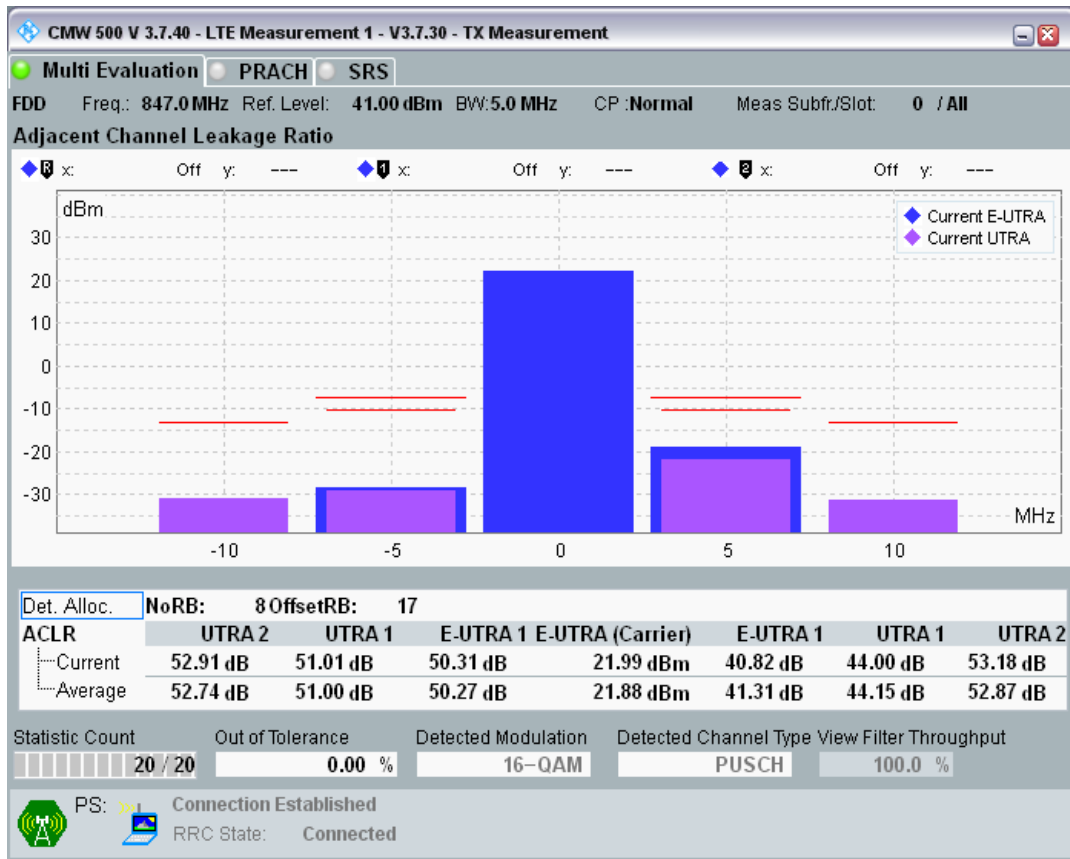 CMW 500 V 3.7.40 - LTE Measurement 1 - V3.7.30 - TX Measurement
Multi Evaluation PRACH SRS
FDD Freq.: 847.0 MHz Ref. Level: 41.00 dBm BW: 5.0 MHz CP : Normal Meas Subfr./Slot: 0 / All
Adjacent Channel Leakage Ratio
R x: Off y: --- 1 x: Off y: --- 2 x: Off y: ---
dBm
Current E-UTRA
Current UTRA
30
20
10
0
-10
-20
-30
MHz
-10 -5 0 5 10
Det. Alloc. NoRB: 8 OffsetRB: 17
ACLR UTRA 2 UTRA 1 E-UTRA 1 E-UTRA (Carrier) E-UTRA 1 UTRA 1 UTRA 2
Current 52.91 dB 51.01 dB 50.31 dB 21.99 dBm 40.82 dB 44.00 dB 53.18 dB
Average 52.74 dB 51.00 dB 50.27 dB 21.88 dBm 41.31 dB 44.15 dB 52.87 dB
Statistic Count Out of Tolerance Detected Modulation Detected Channel Type View Filter Throughput
20 / 20 0.00 % 16-QAM PUSCH 100.0 %
PS: Connection Established
RRC State: Connected